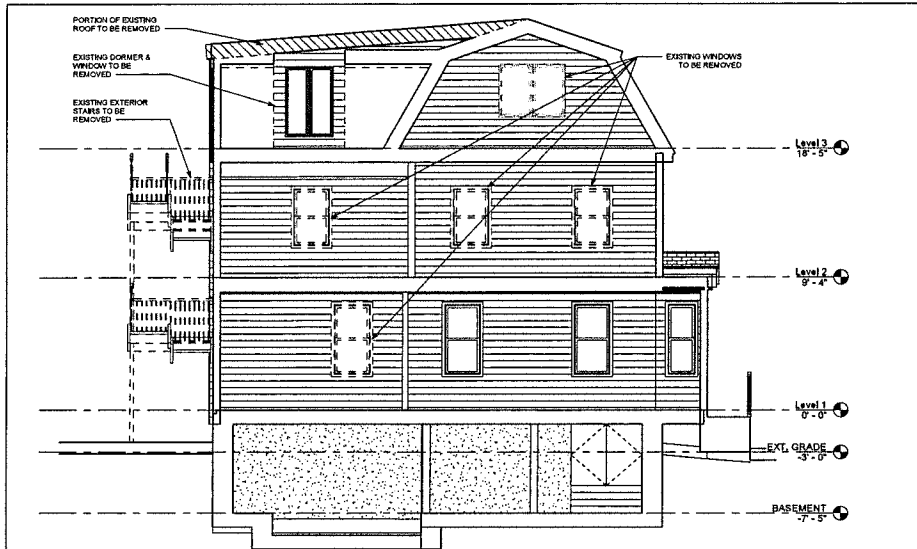 PORTION OF EXISTING
ROOF TO BE REMOVED
EXISTING DORMER &
WINDOW TO BE
REMOVED
EXISTING EXTERIOR
STAIRS TO BE
REMOVED
EXISTING WINDOWS
TO BE REMOVED
Level 3
18' - 5"
Level 2
9' - 4"
Level 1
0' - 0"
EXT. GRADE
-3' - 0"
BASEMENT
-7' - 5"